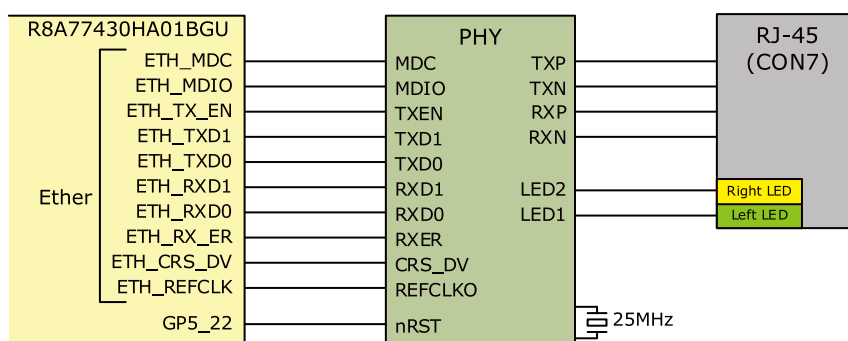 R8A77430HA01BGU
Ether
ETH_MDC
ETH_MDIO
ETH_TX_EN
ETH_TXD1
ETH_TXD0
ETH_RXD1
ETH_RXD0
ETH_RX_ER
ETH_CRS_DV
ETH_REFCLK
GP5_22
PHY
MDC
MDIO
TXEN
TXD1
TXD0
RXD1
RXD0
RXER
CRS_DV
REFCLKO
nRST
TXP
TXN
RXP
RXN
LED2
LED1
25MHz
RJ-45
(CON7)
Right LED
Left LED